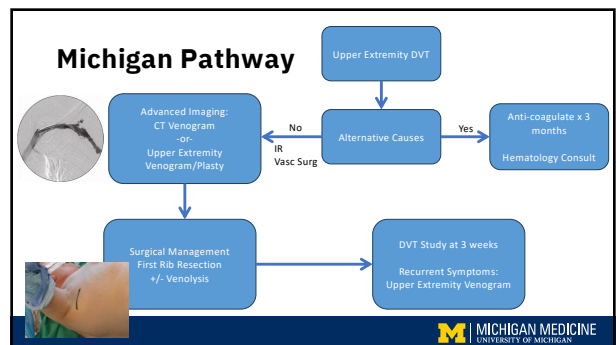 Michigan Pathway
Upper Extremity DVT
Advanced Imaging:
CT Venogram
-or-
Upper Extremity
Venogram/Plasty
No
IR
Vasc Surg
Alternative Causes
Yes
Anti-coagulate x 3
months
Hematology Consult
Surgical Management
First Rib Resection
+/- Venolysis
DVT Study at 3 weeks
Recurrent Symptoms:
Upper Extremity Venogram
M MICHIGAN MEDICINE
UNIVERSITY OF MICHIGAN